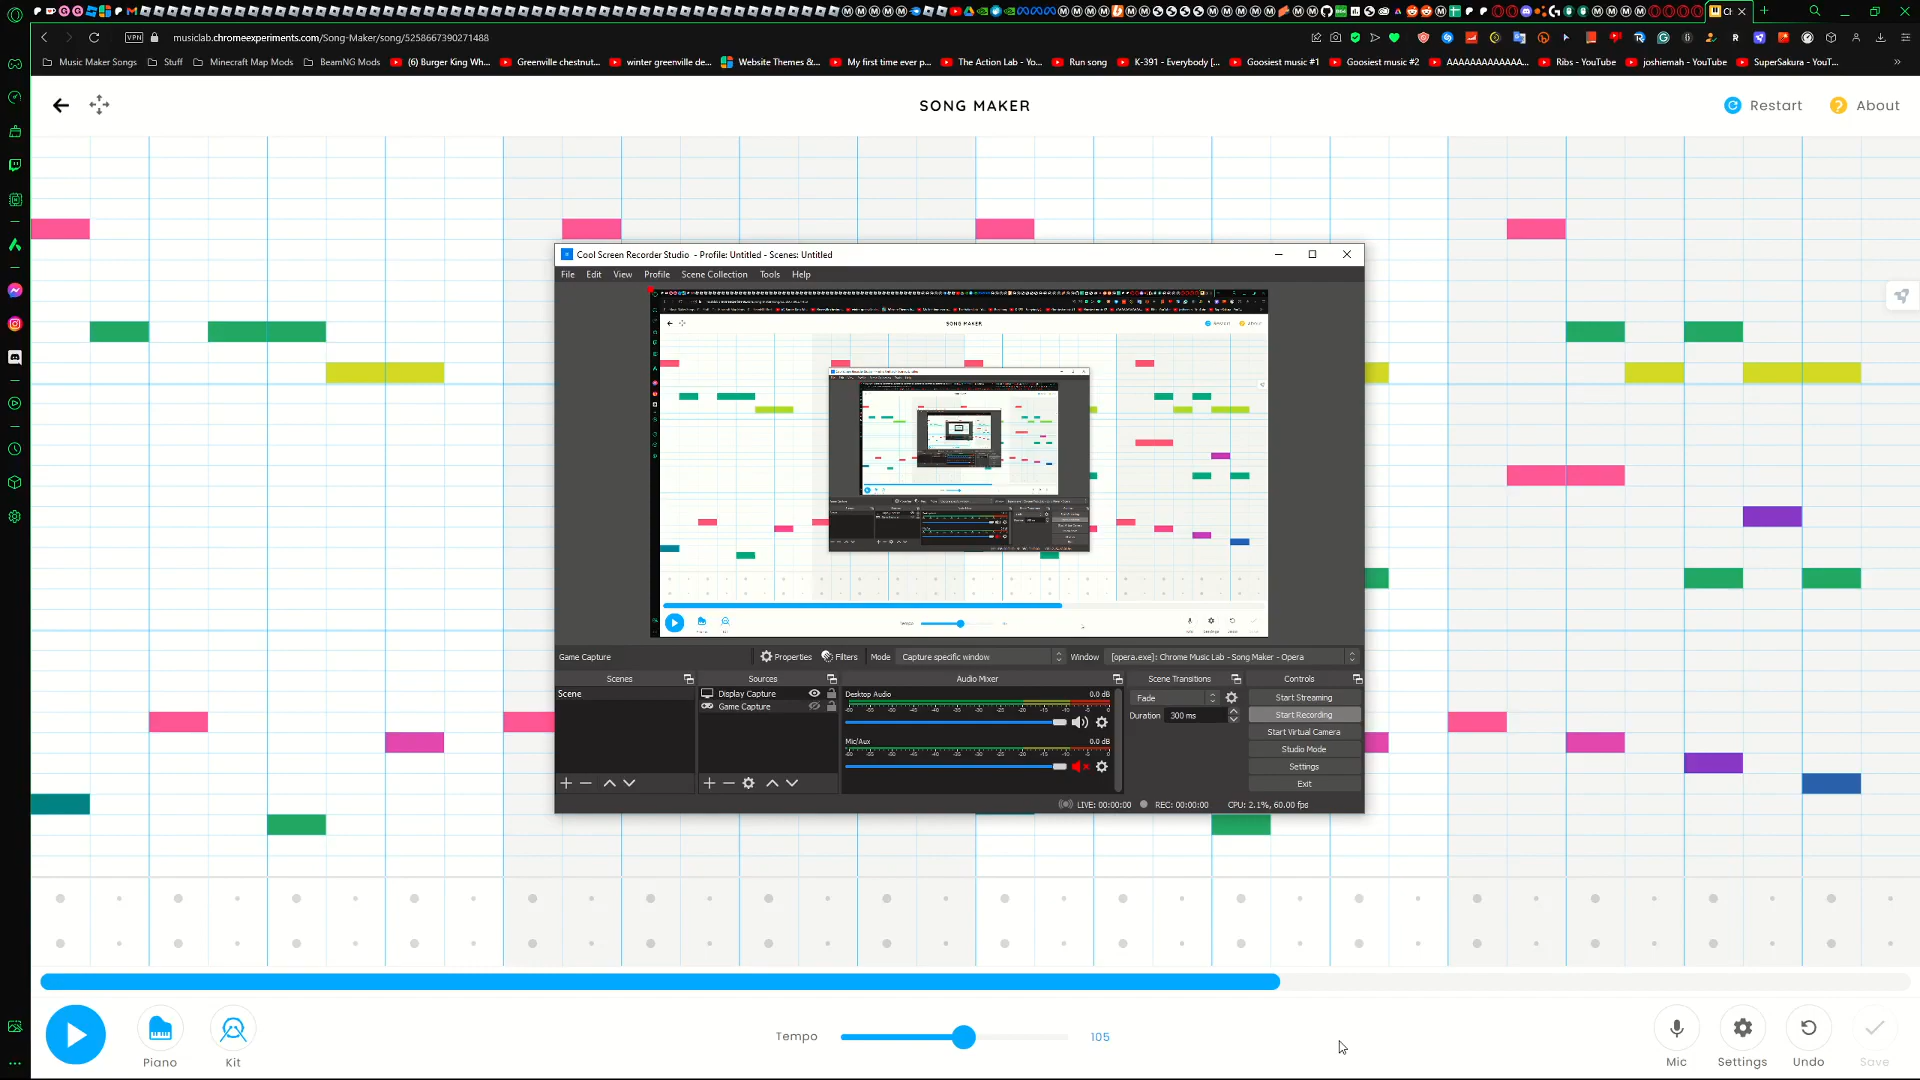 musiclab.chromeexperiments.com/Song-Maker/song/5258667390271488
VPN
Music Maker Songs
Stuff
Minecraft Map Mods
BeamNG Mods
(6) Burger King Wh...
Greenville chestnut...
winter greenville de...
Website Themes &...
My first time ever p...
The Action Lab - Yo...
Run song
K-391 - Everybody [...
Goosiest music #1
Goosiest music #2
AAAAAAAAAAAAA...
Ribs - YouTube
joshiemah - YouTube
SuperSakura - YouT...
SONG MAKER
Restart
About
Cool Screen Recorder Studio - Profile: Untitled - Scenes: Untitled
File Edit View Profile Scene Collection Tools Help
SONG MAKER
Game Capture
Properties
Filters
Mode
Capture specific window
Window
[opera.exe]: Chrome Music Lab - Song Maker - Opera
Scenes
Sources
Audio Mixer
Scene Transitions
Controls
Scene
Display Capture
Game Capture
Desktop Audio
0.0 dB
Mic/Aux
0.0 dB
Fade
Duration
300 ms
Start Streaming
Start Recording
Start Virtual Camera
Studio Mode
Settings
Exit
LIVE: 00:00:00
REC: 00:00:00
CPU: 2.1%, 60.00 fps
Piano
Kit
Tempo
105
Mic
Settings
Undo
Save